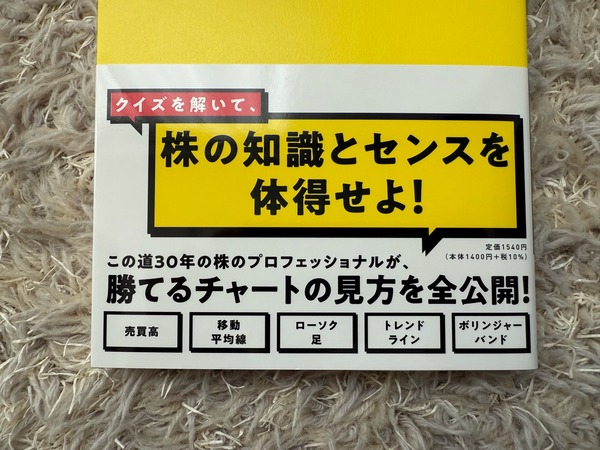 クイズを解いて、
株の知識とセンスを
体得せよ!
定価1540円
(本体1400円+税10%)
この道30年の株のプロフェッショナルが、
勝てるチャートの見方を全公開!
売買高
移動
平均線
ローソク
足
トレンド
ライン
ボリンジャー
バンド